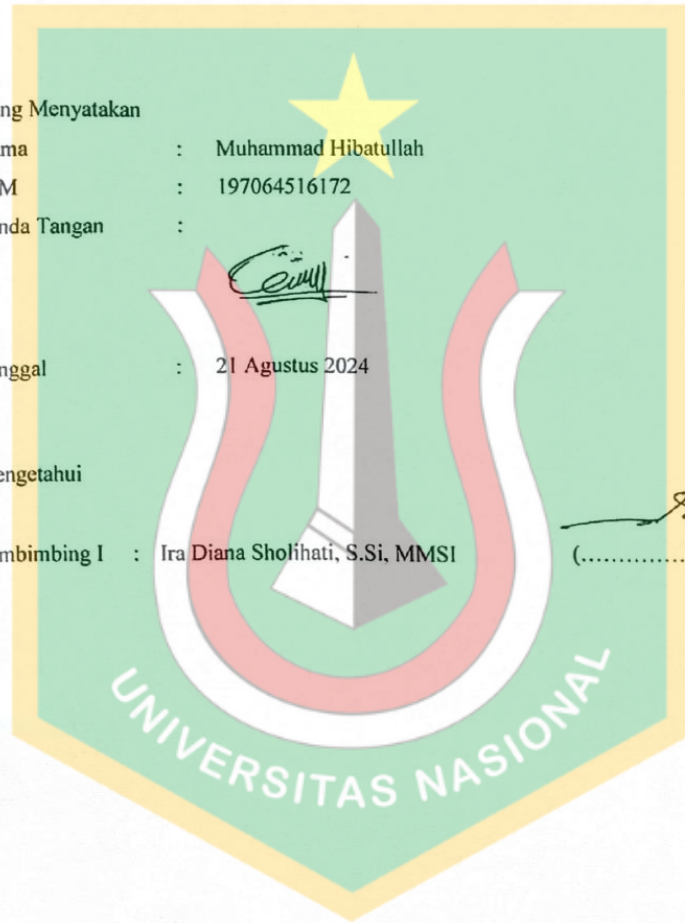 ng Menyatakan
ma : Muhammad Hibatullah
M : 197064516172
nda Tangan :
nggal : 21 Agustus 2024
engetahui
mbimbing I : Ira Diana Sholihati, S.Si, MMSI (...............
UNIVERSITAS NASIONAL